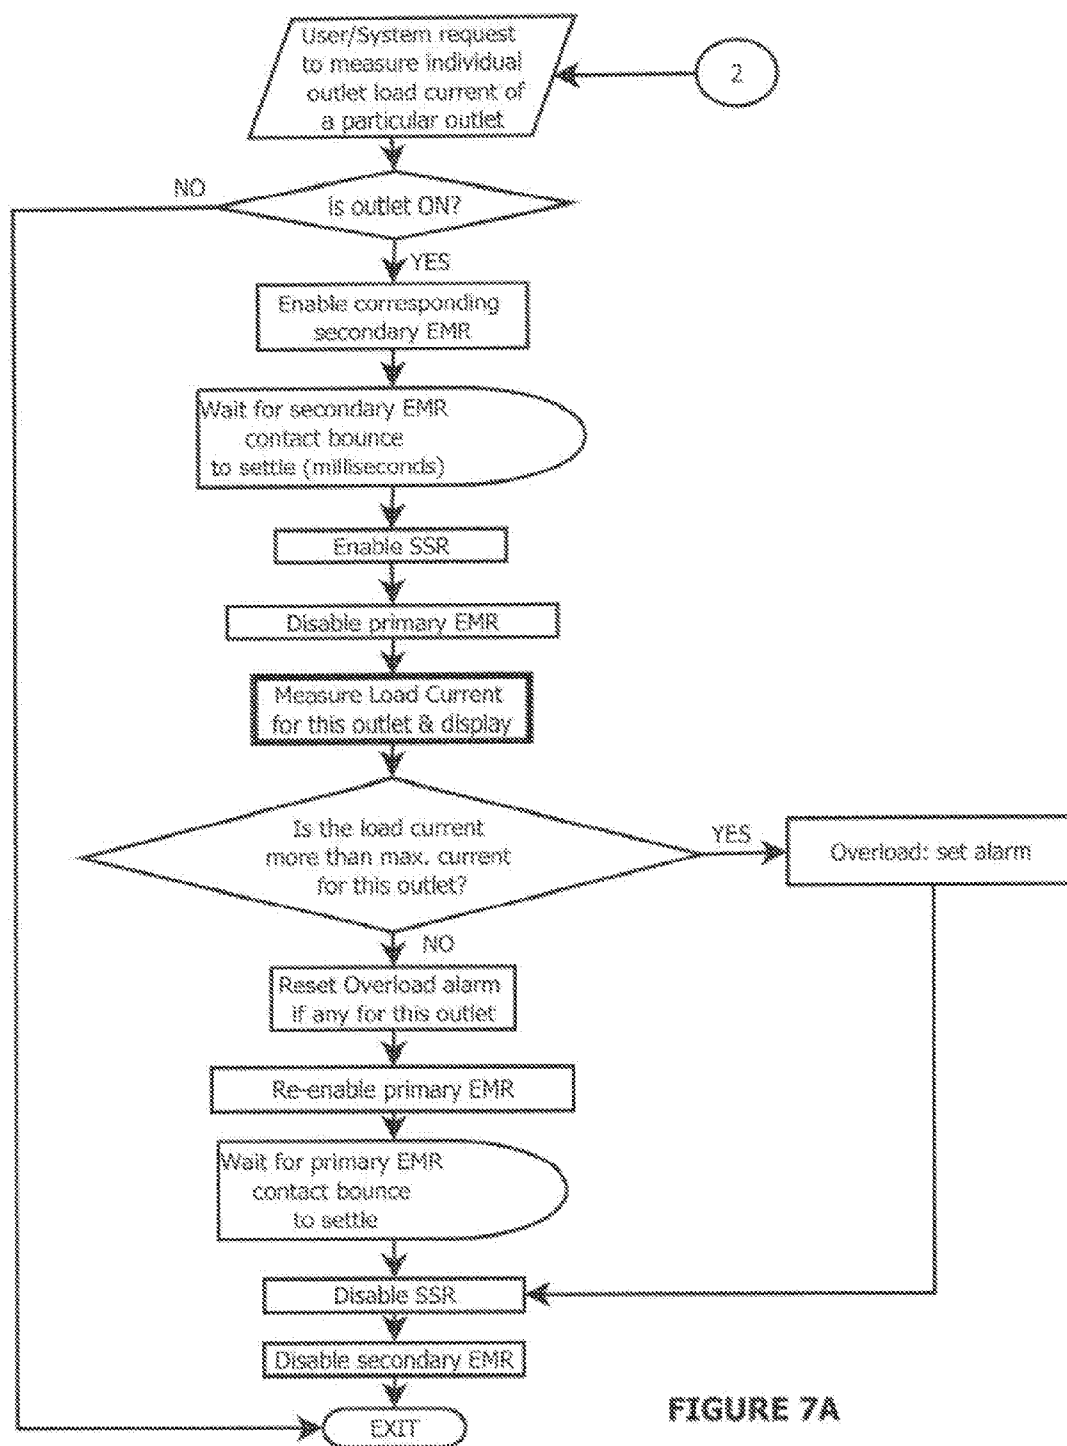 User/System request
to measure individual
outlet load current of
a particular outlet
2
NO
is outlet ON?
YES
Enable corresponding
secondary EMR
Wait for secondary EMR
contact bounce
to settle (milliseconds)
Enable SSR
Disable primary EMR
Measure Load Current
for this outlet & display
Is the load current
more than max. current
for this outlet?
YES
Overload: set alarm
NO
Reset Overload alarm
if any for this outlet
Re-enable primary EMR
Wait for primary EMR
contact bounce
to settle
Disable SSR
Disable secondary EMR
EXIT
FIGURE 7A